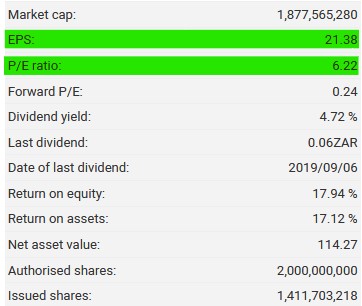 Market cap: 1,877,565,280
EPS: 21.38
P/E ratio: 6.22
Forward P/E: 0.24
Dividend yield: 4.72 %
Last dividend: 0.06ZAR
Date of last dividend: 2019/09/06
Return on equity: 17.94 %
Return on assets: 17.12 %
Net asset value: 114.27
Authorised shares: 2,000,000,000
Issued shares: 1,411,703,218